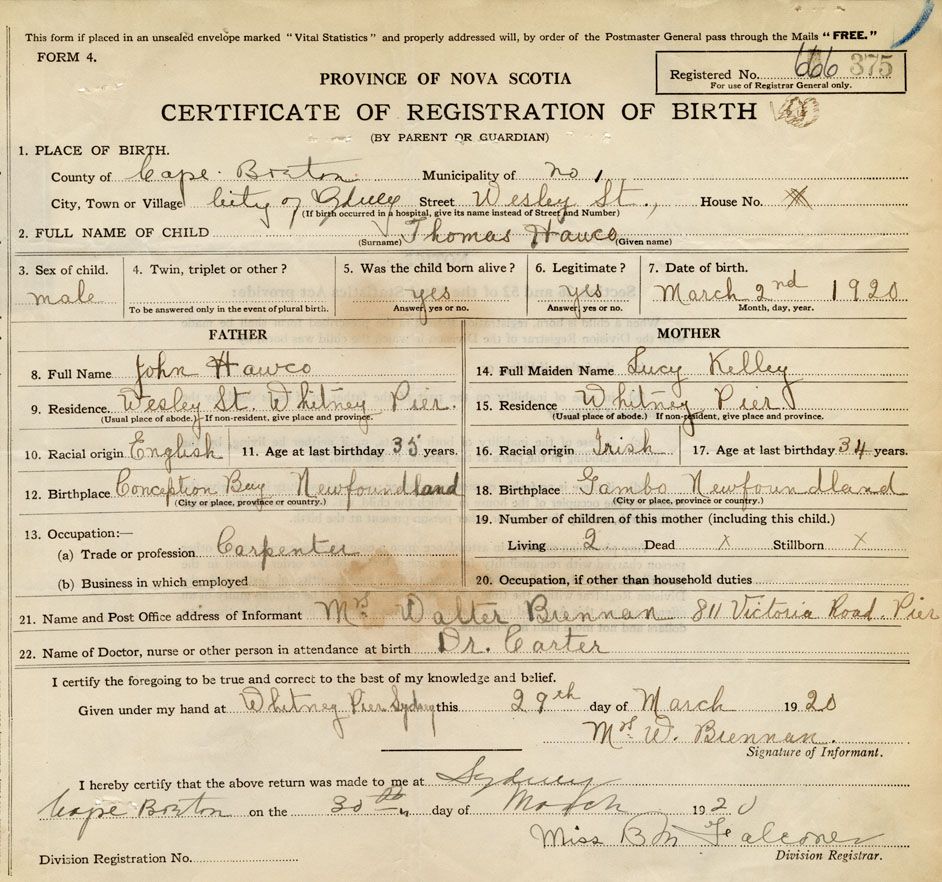 This form if placed in an unsealed envelope marked "Vital Statistics" and properly addressed will, by order of the Postmaster General pass through the Mails "FREE."
FORM 4.
Registered No. 666 375
For use of Registrar General only.
PROVINCE OF NOVA SCOTIA
CERTIFICATE OF REGISTRATION OF BIRTH
(BY PARENT OR GUARDIAN)
1. PLACE OF BIRTH.
County of Cape Breton Municipality of No 1
City, Town or Village City of Sydney Street Wesley St., House No.
(If birth occurred in a hospital, give its name instead of Street and Number)
2. FULL NAME OF CHILD Thomas Hawco
(Surname) (Given name)
3. Sex of child. 4. Twin, triplet or other? 5. Was the child born alive? 6. Legitimate? 7. Date of birth.
male yes yes March 2nd 1920
To be answered only in the event of plural birth. Answer, yes or no. Answer, yes or no. Month, day, year.
FATHER MOTHER
8. Full Name John Hawco 14. Full Maiden Name Lucy Kelley
9. Residence. Wesley St. Whitney Pier. 15. Residence Whitney Pier
(Usual place of abode.) If non-resident, give place and province. (Usual place of abode.) If non-resident, give place and province.
10. Racial origin English 11. Age at last birthday 35 years. 16. Racial origin Irish 17. Age at last birthday 34 years.
12. Birthplace Conception Bay Newfoundland 18. Birthplace Gambo Newfoundland
(City or place, province or country.) (City or place, province or country.)
13. Occupation:— 19. Number of children of this mother (including this child.)
(a) Trade or profession Carpenter Living 2 Dead x Stillborn x
(b) Business in which employed 20. Occupation, if other than household duties
21. Name and Post Office address of Informant Mrs. Walter Brennan 811 Victoria Road. Pier
22. Name of Doctor, nurse or other person in attendance at birth Dr. Carter
I certify the foregoing to be true and correct to the best of my knowledge and belief.
Given under my hand at Whitney Pier Sydney this 29th day of March 1920
Mrs. W. Brennan.
Signature of Informant.
I hereby certify that the above return was made to me at Sydney
Cape Breton on the 30th day of March 1920
Miss B M Falconer
Division Registration No. Division Registrar.